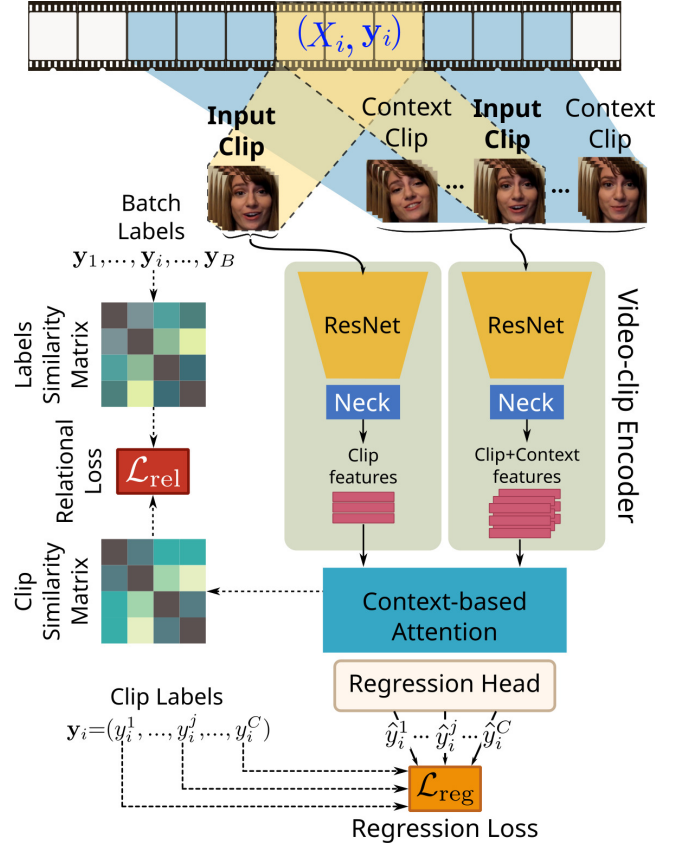 (X_i, y_i)
Input
Clip
Context
Clip
Input
Clip
Context
Clip
...
...
Batch
Labels
y_1,..., y_i,..., y_B
Labels
Similarity
Matrix
ResNet
ResNet
Video-clip Encoder
Neck
Neck
Relational
Loss
ℒ_rel
Clip
features
Clip+Context
features
Clip
Similarity
Matrix
Context-based
Attention
Regression Head
Clip Labels
y_i=(y_i^1,...,y_i^j,...,y_i^C)
ŷ_i^1 ... ŷ_i^j ... ŷ_i^C
ℒ_reg
Regression Loss